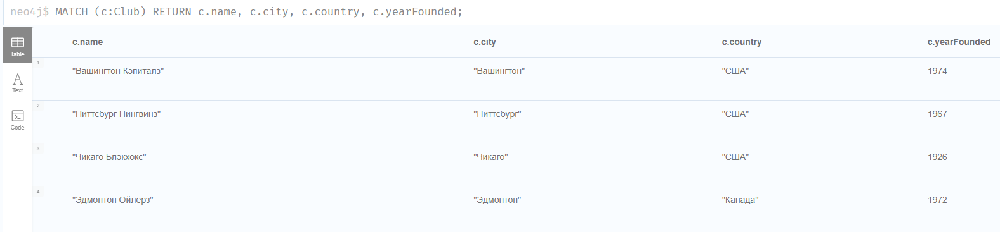 neo4j$ MATCH (c:Club) RETURN c.name, c.city, c.country, c.yearFounded;
Table
Text
Code
c.name c.city c.country c.yearFounded
1 "Вашингтон Кэпиталз" "Вашингтон" "США" 1974
2 "Питтсбург Пингвинз" "Питтсбург" "США" 1967
3 "Чикаго Блэкхокс" "Чикаго" "США" 1926
4 "Эдмонтон Ойлерз" "Эдмонтон" "Канада" 1972